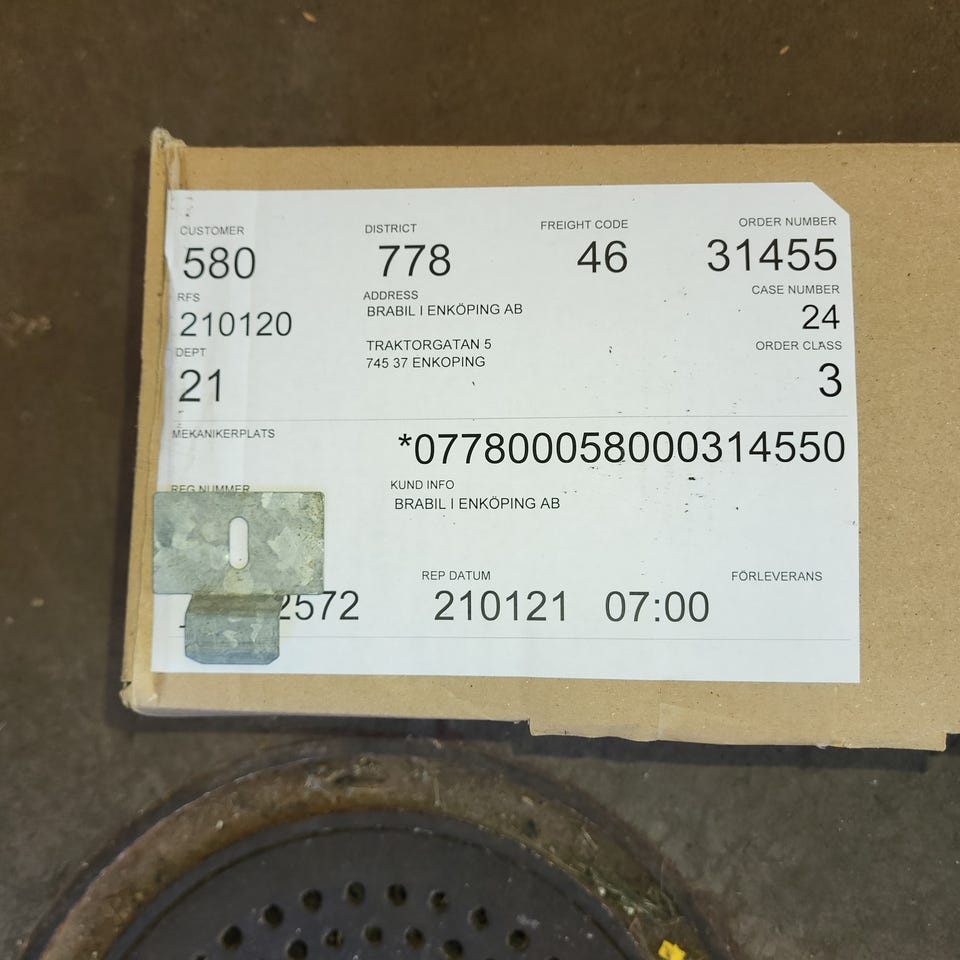 CUSTOMER DISTRICT FREIGHT CODE ORDER NUMBER
580 778 46 31455
RFS ADDRESS CASE NUMBER
210120 BRABIL I ENKÖPING AB 24
DEPT TRAKTORGATAN 5 ORDER CLASS
21 745 37 ENKOPING 3
MEKANIKERPLATS *077800058000314550
REG NUMMER KUND INFO
BRABIL I ENKÖPING AB
REP DATUM FÖRLEVERANS
210121 07:00